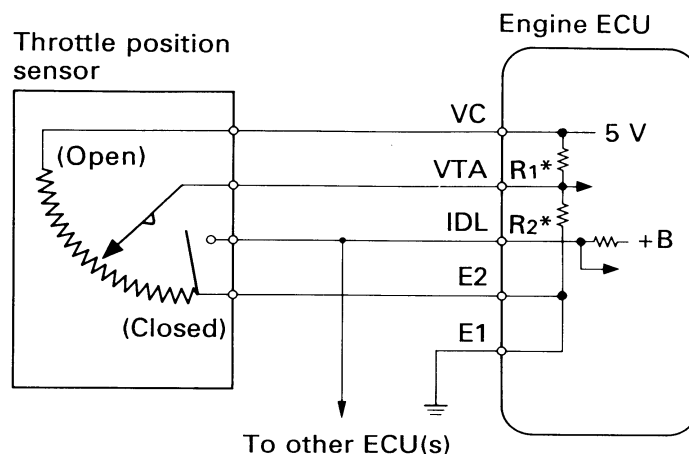 Engine ECU
Throttle position
sensor
VC
5 V
(Open)
VTA
R1*
IDL
R2*
+B
E2
(Closed)
E1
To other ECU(s)